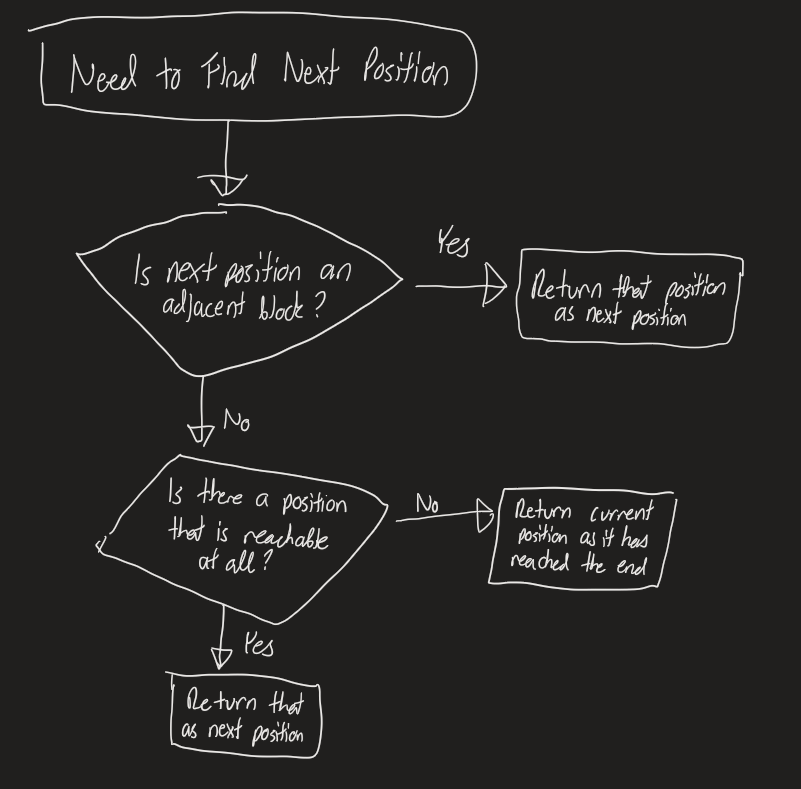 Need to Find Next Position
Is next position an
adjacent block?
Yes
Return that position
as next position
No
Is there a position
that is reachable
at all?
No
Return current
position as it has
reached the end
Yes
Return that
as next position